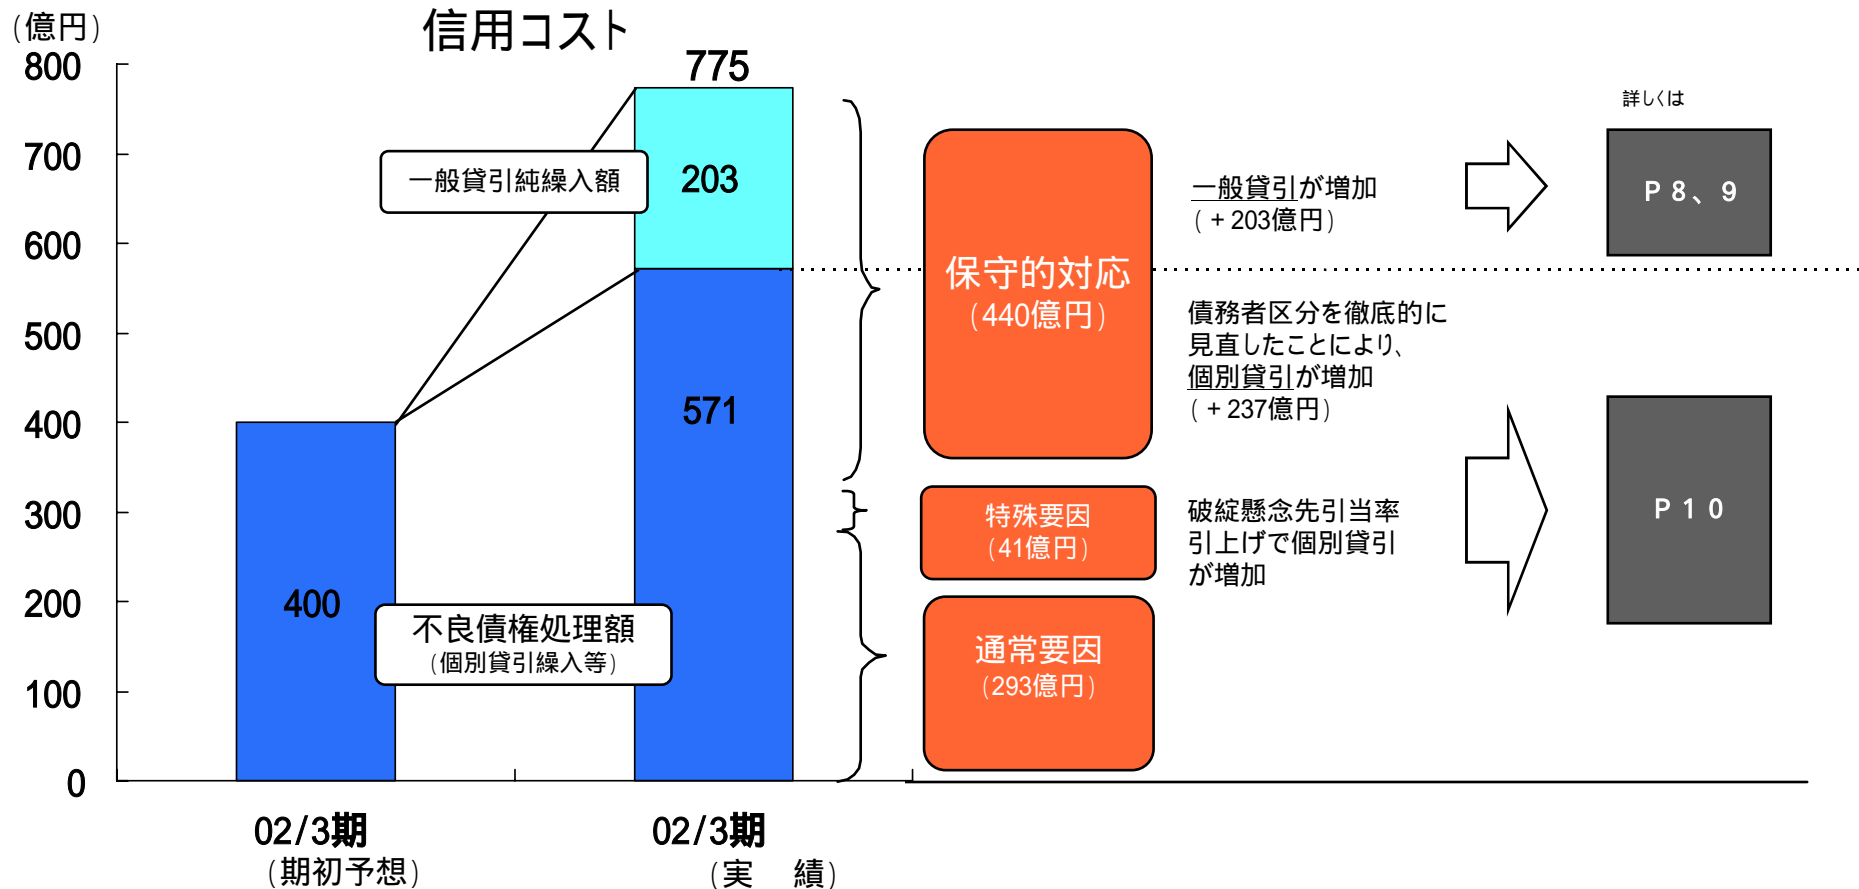 信用コスト
(億円)
800
700
600
500
400
300
200
100
0
775
203
571
400
一般貸引純繰入額
不良債権処理額
(個別貸引繰入等)
02/3期
(期初予想)
02/3期
(実 績)
保守的対応
(440億円)
特殊要因
(41億円)
通常要因
(293億円)
一般貸引が増加
(+203億円)
債務者区分を徹底的に
見直したことにより、
個別貸引が増加
(+237億円)
破綻懸念先引当率
引上げで個別貸引
が増加
詳しくは
P8、9
P10